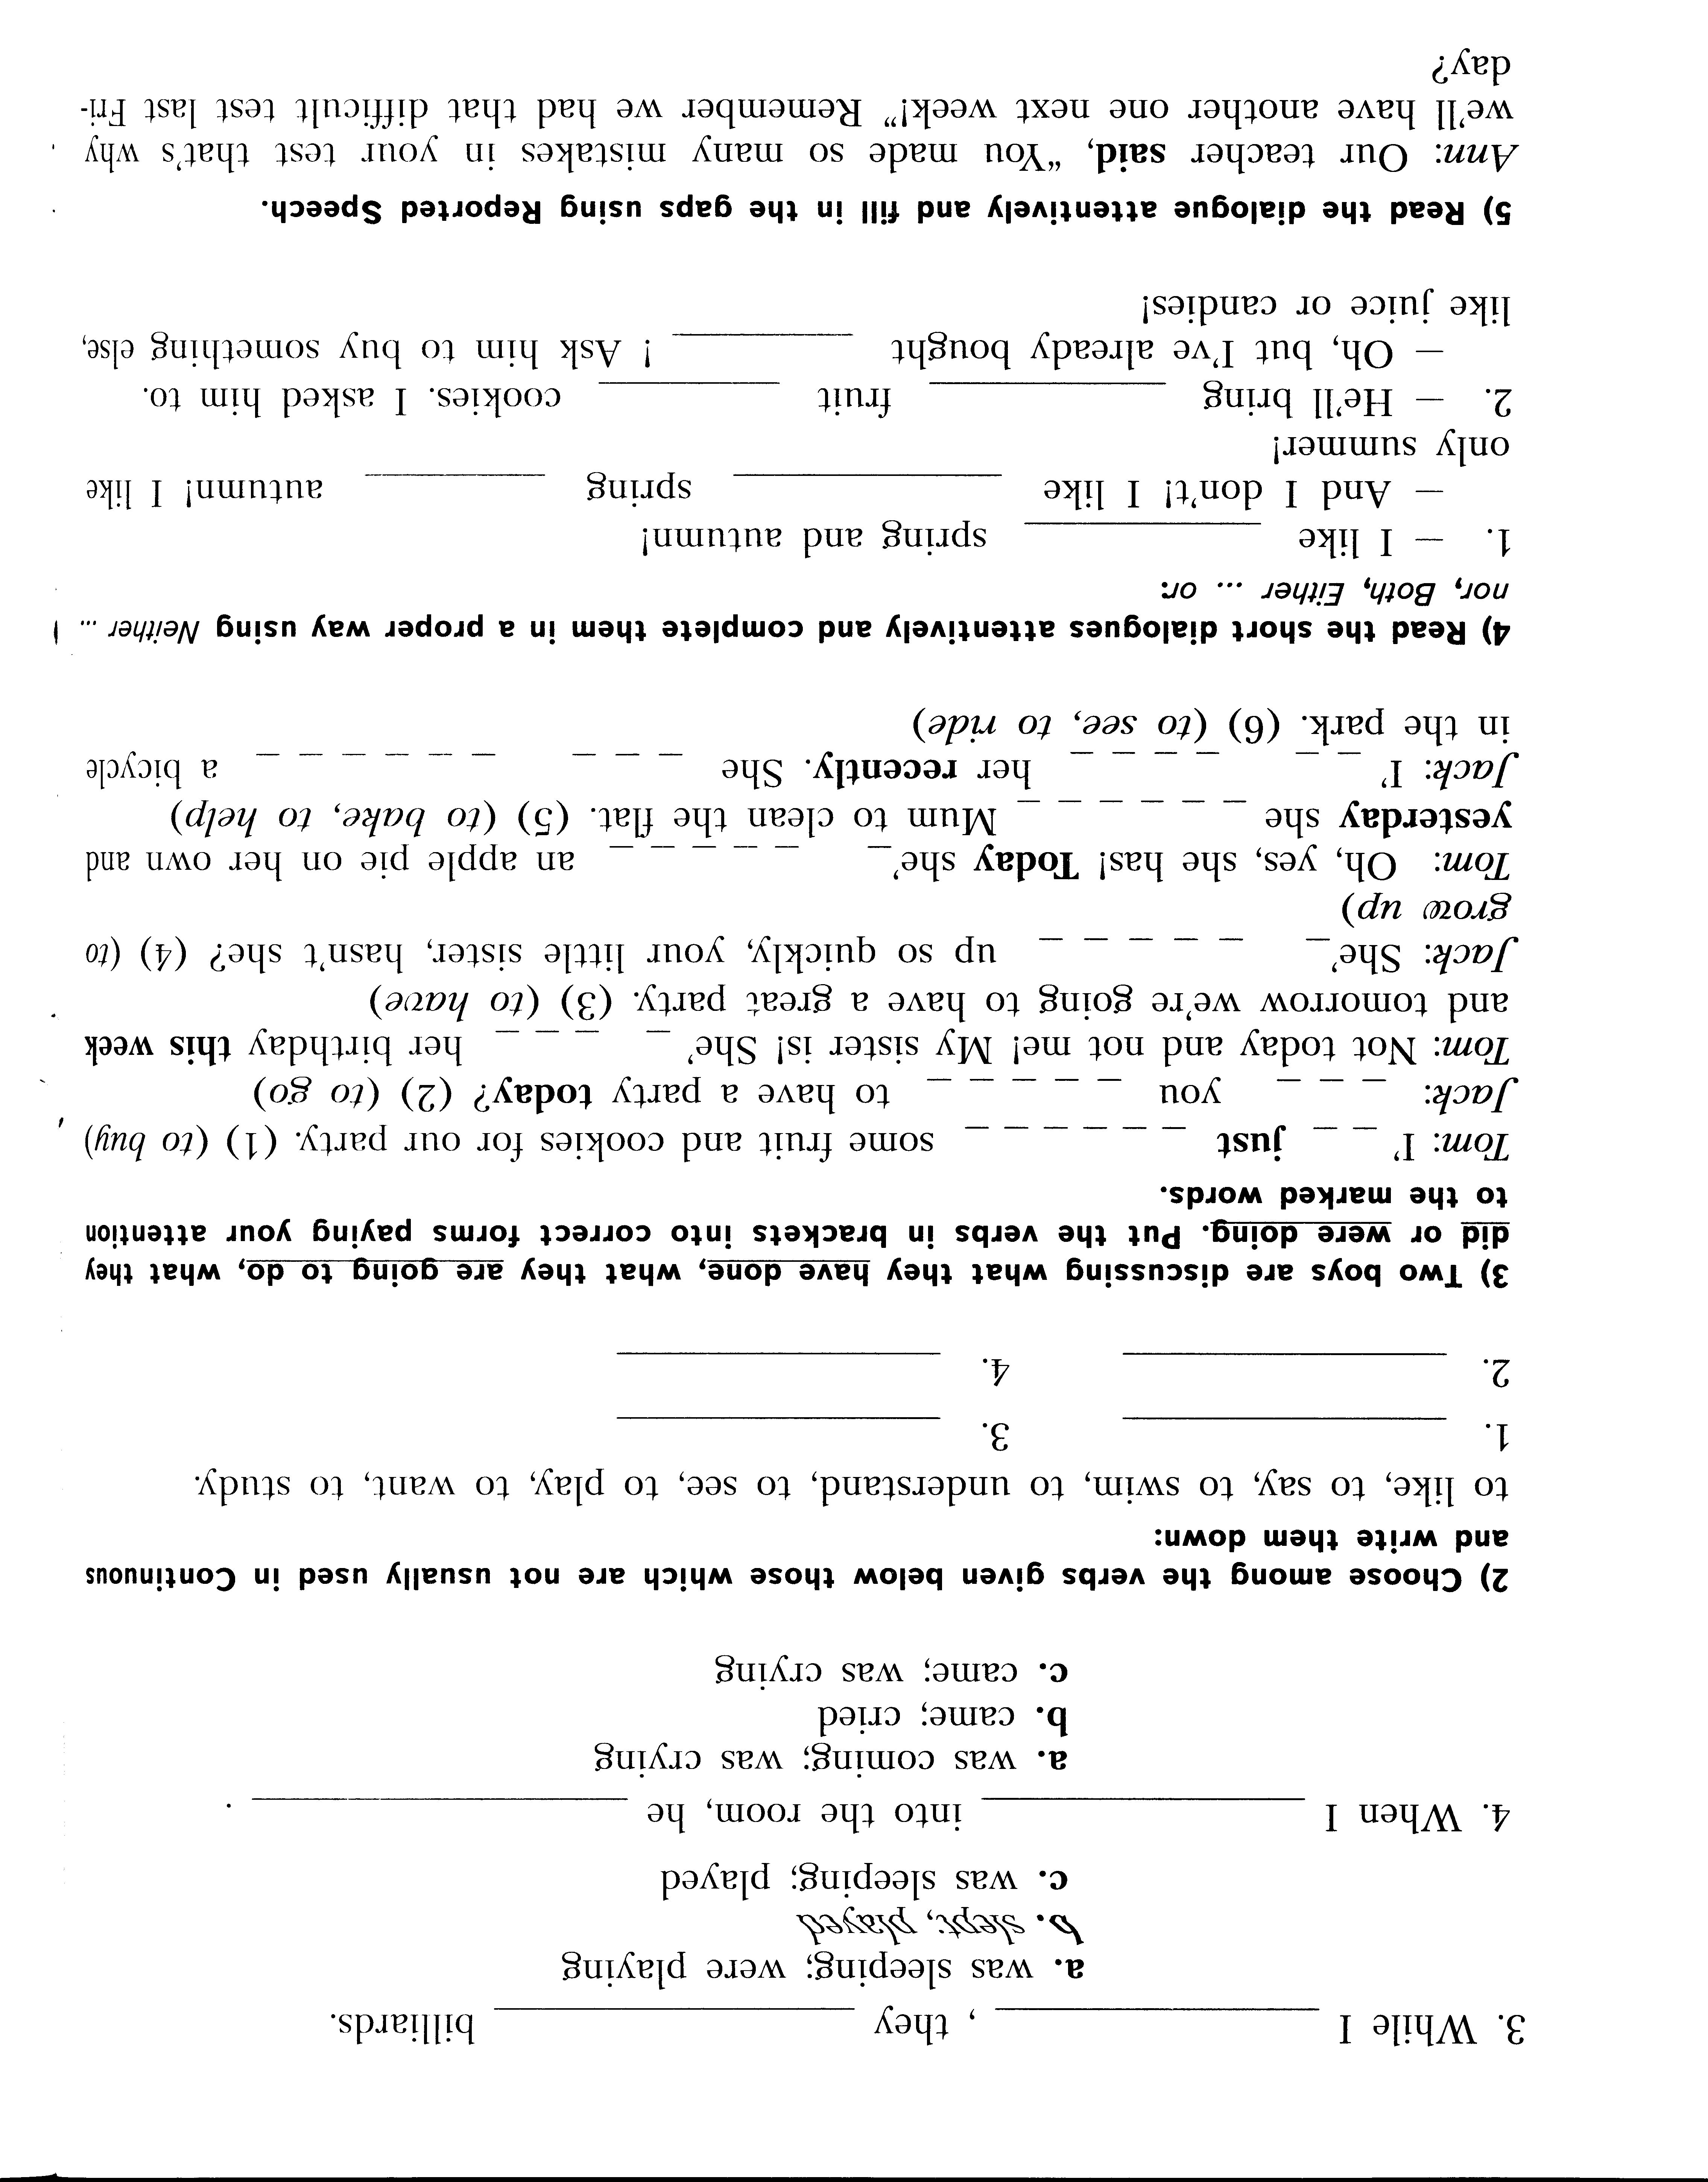 3. While I ____________ , they ______________ billiards.
a. was sleeping; were playing
b. slept; played
c. was sleeping; played
4. When I ____________ into the room, he ______________ .
a. was coming; was crying
b. came; cried
c. came; was crying
2) Choose among the verbs given below those which are not usually used in Continuous
and write them down:
to like, to say, to swim, to understand, to see, to play, to want, to study.
1. ____________ 3. ____________
2. ____________ 4. ____________
3) Two boys are discussing what they have done, what they are going to do, what they
did or were doing. Put the verbs in brackets into correct forms paying your attention
to the marked words.
Tom: I’ _ _ just _ _ _ _ _ _ some fruit and cookies for our party. (1) (to buy)
Jack: _ _ _ you _ _ _ _ _ to have a party today? (2) (to go)
Tom: Not today and not me! My sister is! She’ _ _ _ _ her birthday this week
and tomorrow we’re going to have a great party. (3) (to have)
Jack: She’ _ _ _ _ _ _ up so quickly, your little sister, hasn’t she? (4) (to
grow up)
Tom: Oh, yes, she has! Today she’ _ _ _ _ _ _ an apple pie on her own and
yesterday she _ _ _ _ _ _ Mum to clean the flat. (5) (to bake, to help)
Jack: I’ _ _ _ _ _ _ her recently. She _ _ _ _ _ _ _ _ _ a bicycle
in the park. (6) (to see, to ride)
4) Read the short dialogues attentively and complete them in a proper way using Neither ...
nor, Both, Either ... or.
1. — I like _________ spring and autumn!
— And I don’t! I like __________ spring _______ autumn! I like
only summer!
2. — He’ll bring _________ fruit _______ cookies. I asked him to.
— Oh, but I’ve already bought _______ ! Ask him to buy something else,
like juice or candies!
5) Read the dialogue attentively and fill in the gaps using Reported Speech.
Ann: Our teacher said, “You made so many mistakes in your test that’s why
we’ll have another one next week!” Remember we had that difficult test last Fri-
day?